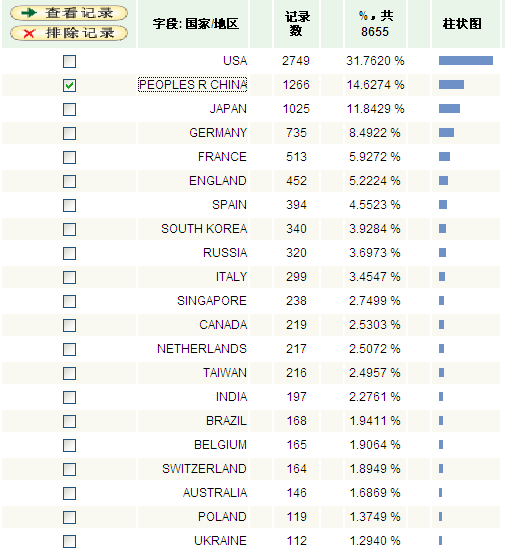 查看记录
排除记录
字段: 国家/地区 记录数 %，共 8655 柱状图
USA 2749 31.7620 %
PEOPLES R CHINA 1266 14.6274 %
JAPAN 1025 11.8429 %
GERMANY 735 8.4922 %
FRANCE 513 5.9272 %
ENGLAND 452 5.2224 %
SPAIN 394 4.5523 %
SOUTH KOREA 340 3.9284 %
RUSSIA 320 3.6973 %
ITALY 299 3.4547 %
SINGAPORE 238 2.7499 %
CANADA 219 2.5303 %
NETHERLANDS 217 2.5072 %
TAIWAN 216 2.4957 %
INDIA 197 2.2761 %
BRAZIL 168 1.9411 %
BELGIUM 165 1.9064 %
SWITZERLAND 164 1.8949 %
AUSTRALIA 146 1.6869 %
POLAND 119 1.3749 %
UKRAINE 112 1.2940 %